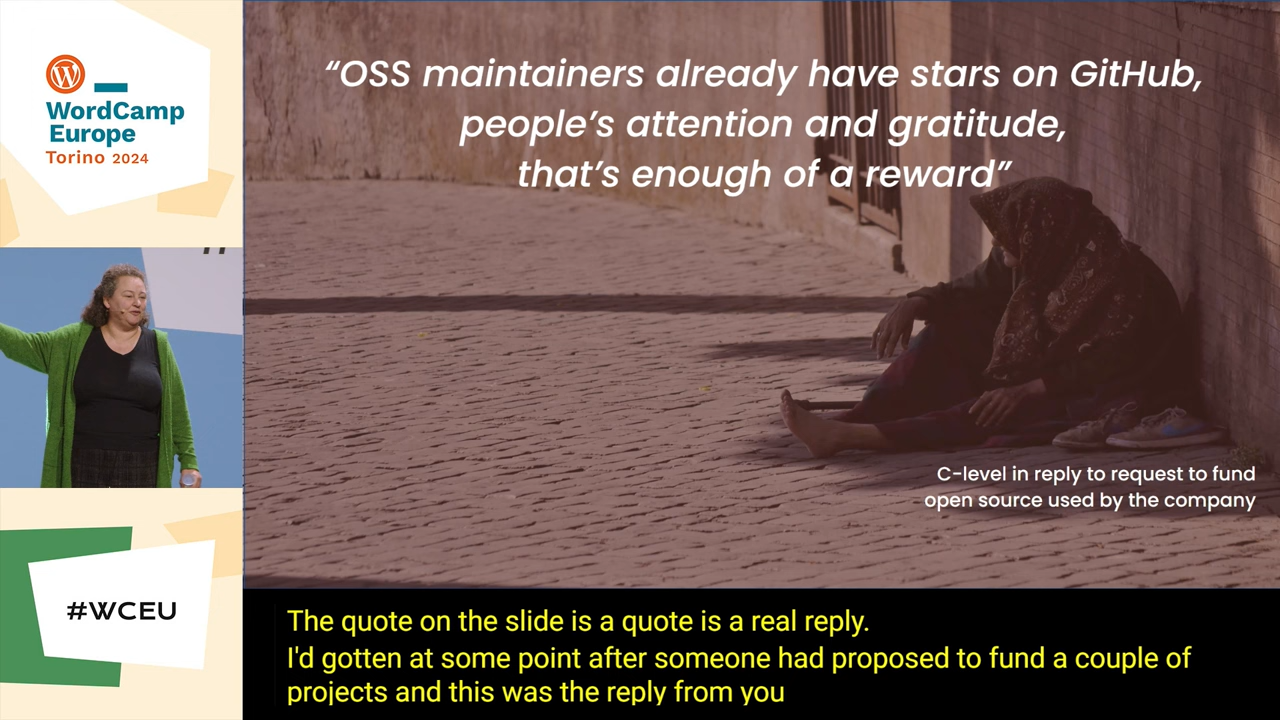 WordCamp
Europe
Torino 2024
#WCEU
“OSS maintainers already have stars on GitHub,
people’s attention and gratitude,
that’s enough of a reward”
C-level in reply to request to fund
open source used by the company
The quote on the slide is a quote is a real reply.
I'd gotten at some point after someone had proposed to fund a couple of
projects and this was the reply from you